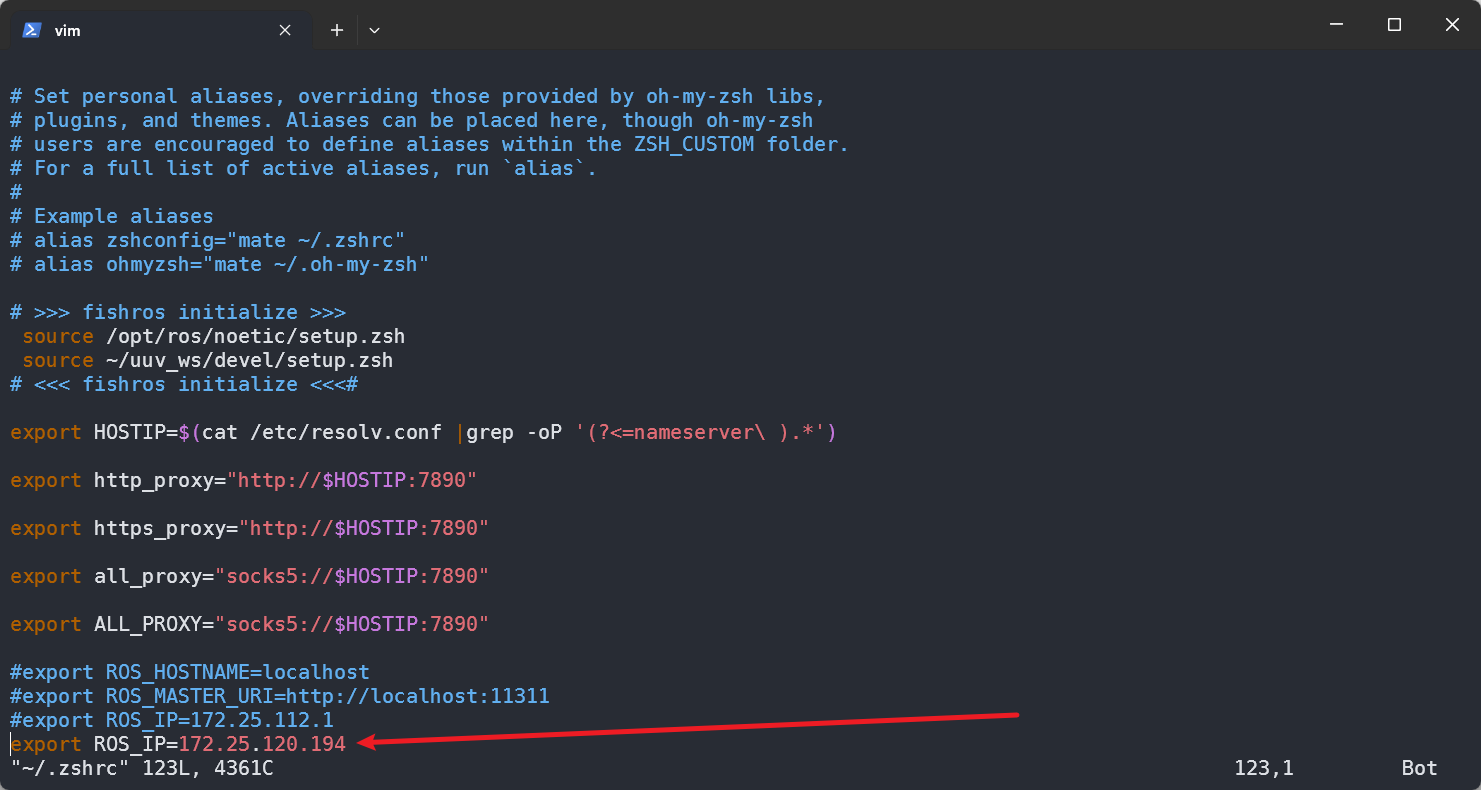 vim
# Set personal aliases, overriding those provided by oh-my-zsh libs,
# plugins, and themes. Aliases can be placed here, though oh-my-zsh
# users are encouraged to define aliases within the ZSH_CUSTOM folder.
# For a full list of active aliases, run `alias`.
#
# Example aliases
# alias zshconfig="mate ~/.zshrc"
# alias ohmyzsh="mate ~/.oh-my-zsh"
# >>> fishros initialize >>>
source /opt/ros/noetic/setup.zsh
source ~/uuv_ws/devel/setup.zsh
# <<< fishros initialize <<<#
export HOSTIP=$(cat /etc/resolv.conf |grep -oP '(?<=nameserver\ ).*')
export http_proxy="http://$HOSTIP:7890"
export https_proxy="http://$HOSTIP:7890"
export all_proxy="socks5://$HOSTIP:7890"
export ALL_PROXY="socks5://$HOSTIP:7890"
#export ROS_HOSTNAME=localhost
#export ROS_MASTER_URI=http://localhost:11311
#export ROS_IP=172.25.112.1
export ROS_IP=172.25.120.194
"~/.zshrc" 123L, 4361C 123,1 Bot